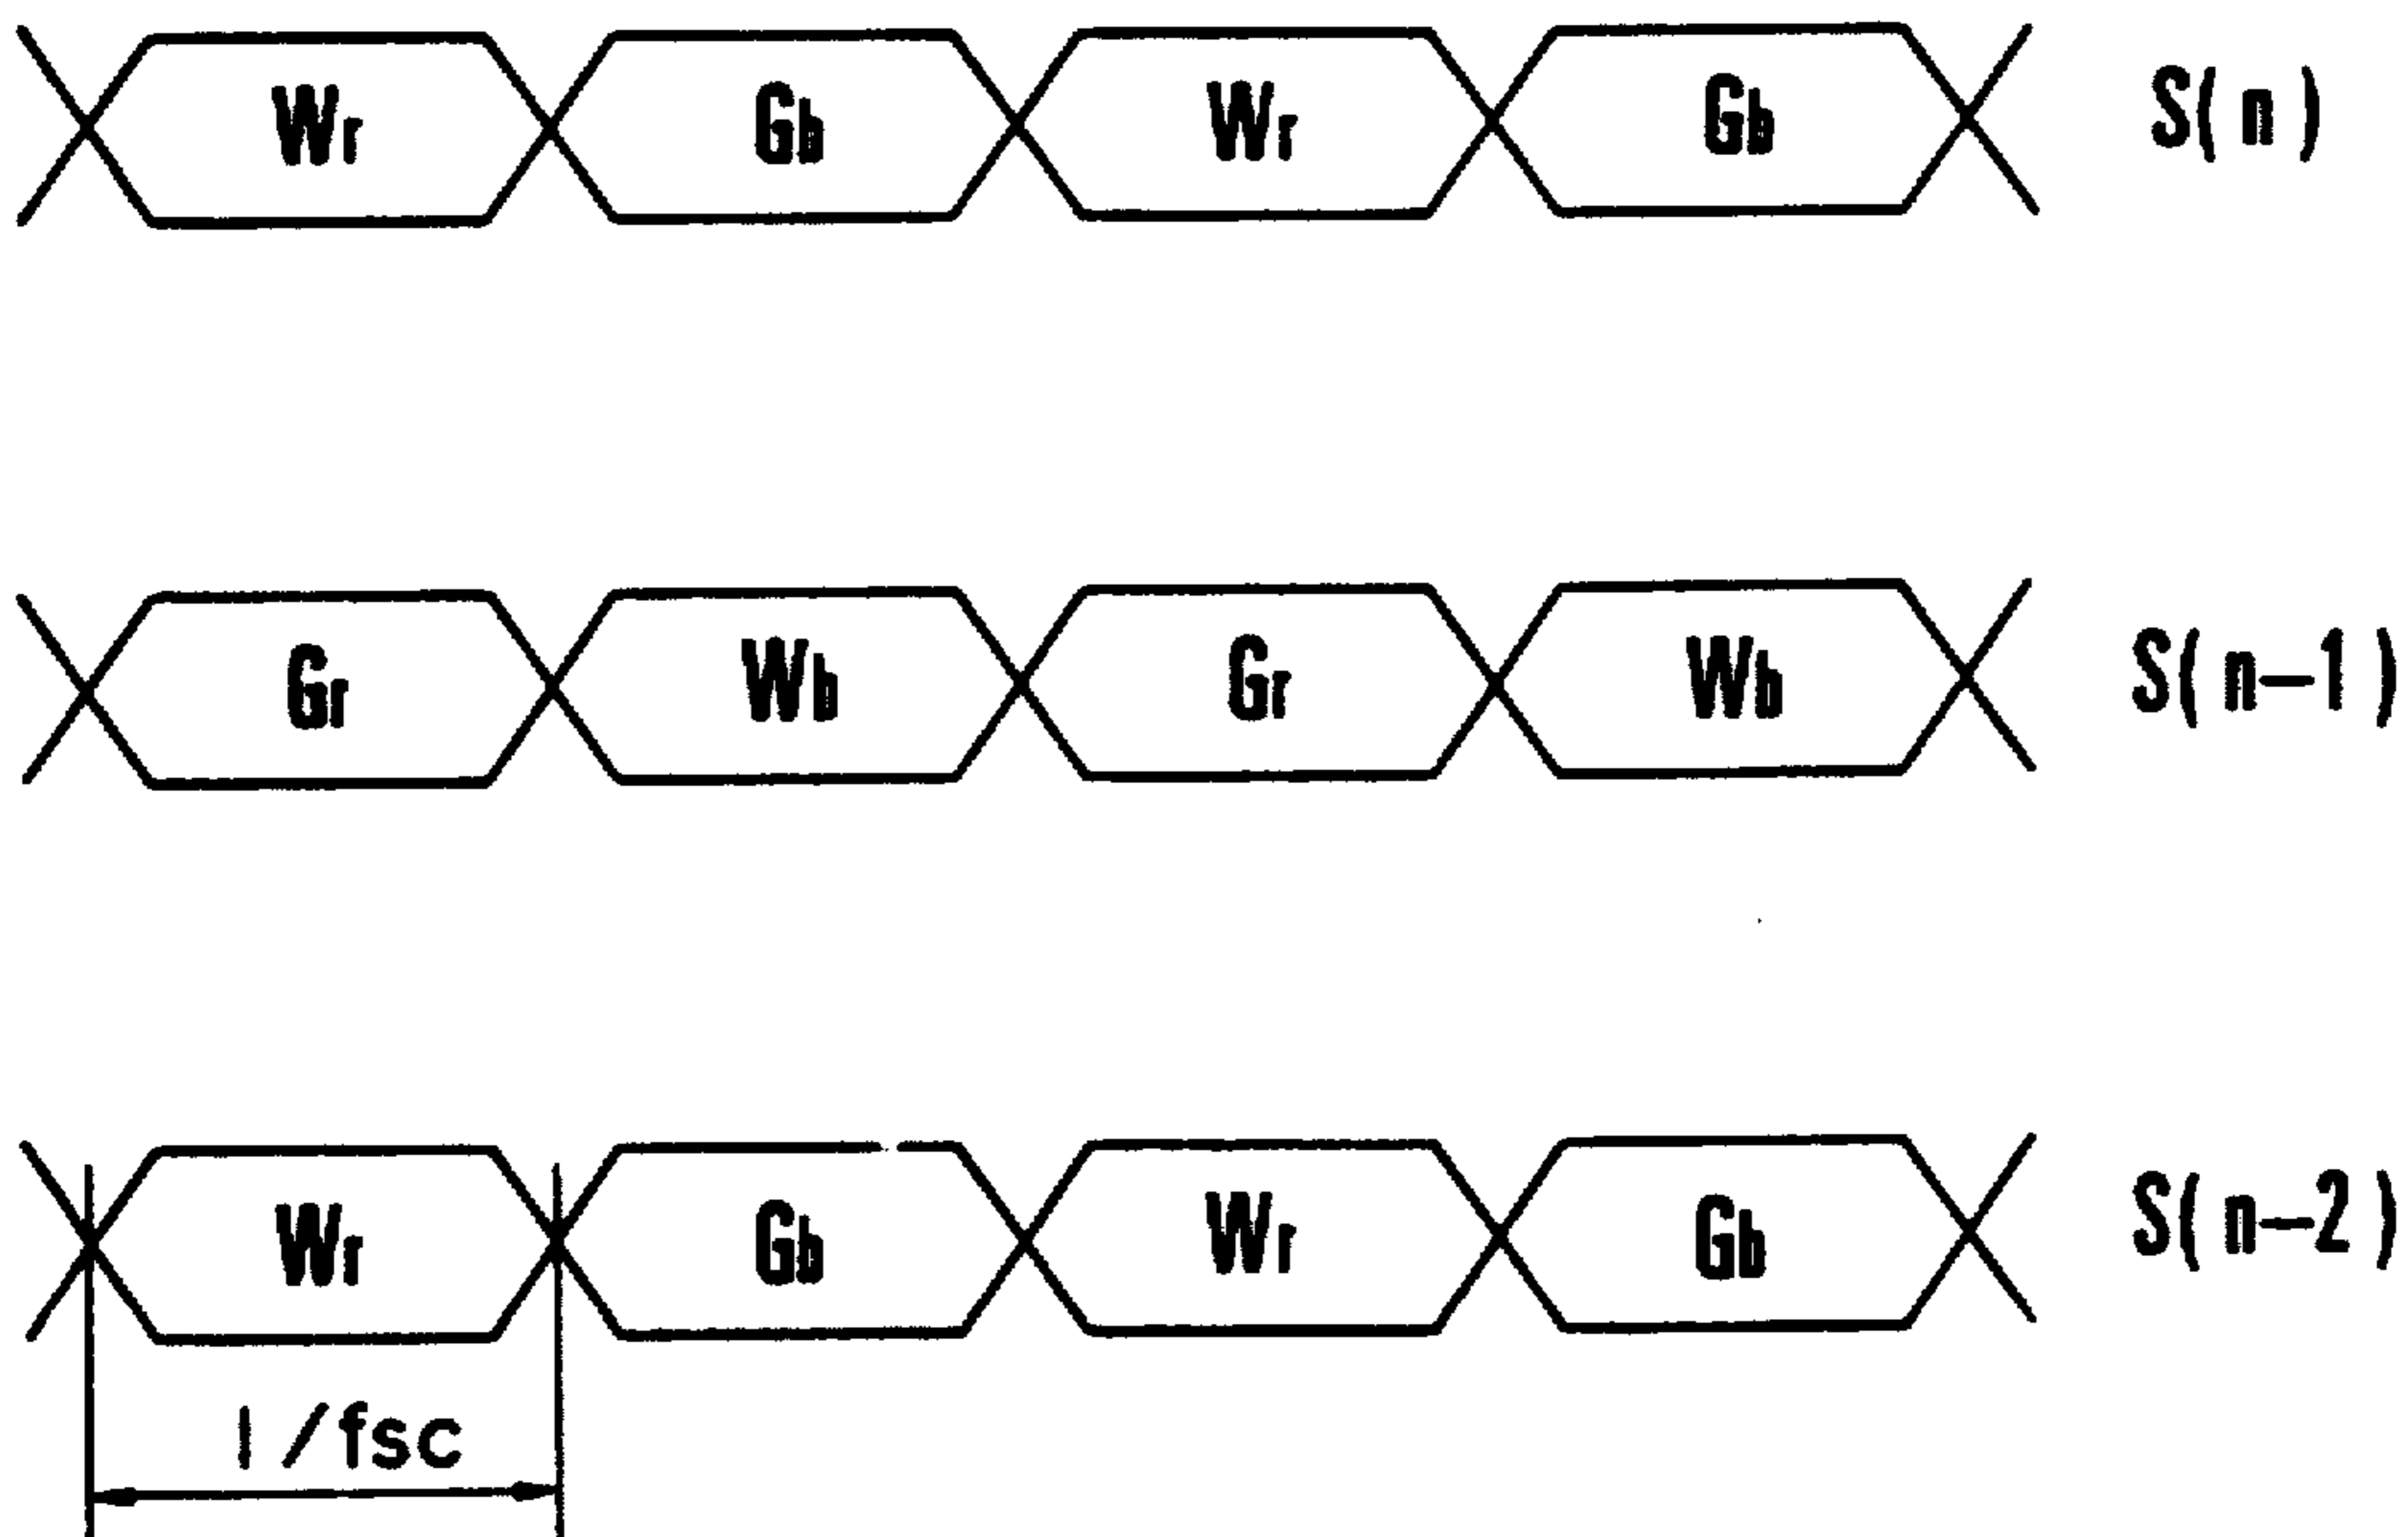 Wr Gb Wr Gb S(n)
Gr Wb Gr Wb S(n-1)
Wr Gb Wr Gb S(n-2)
1/fsc